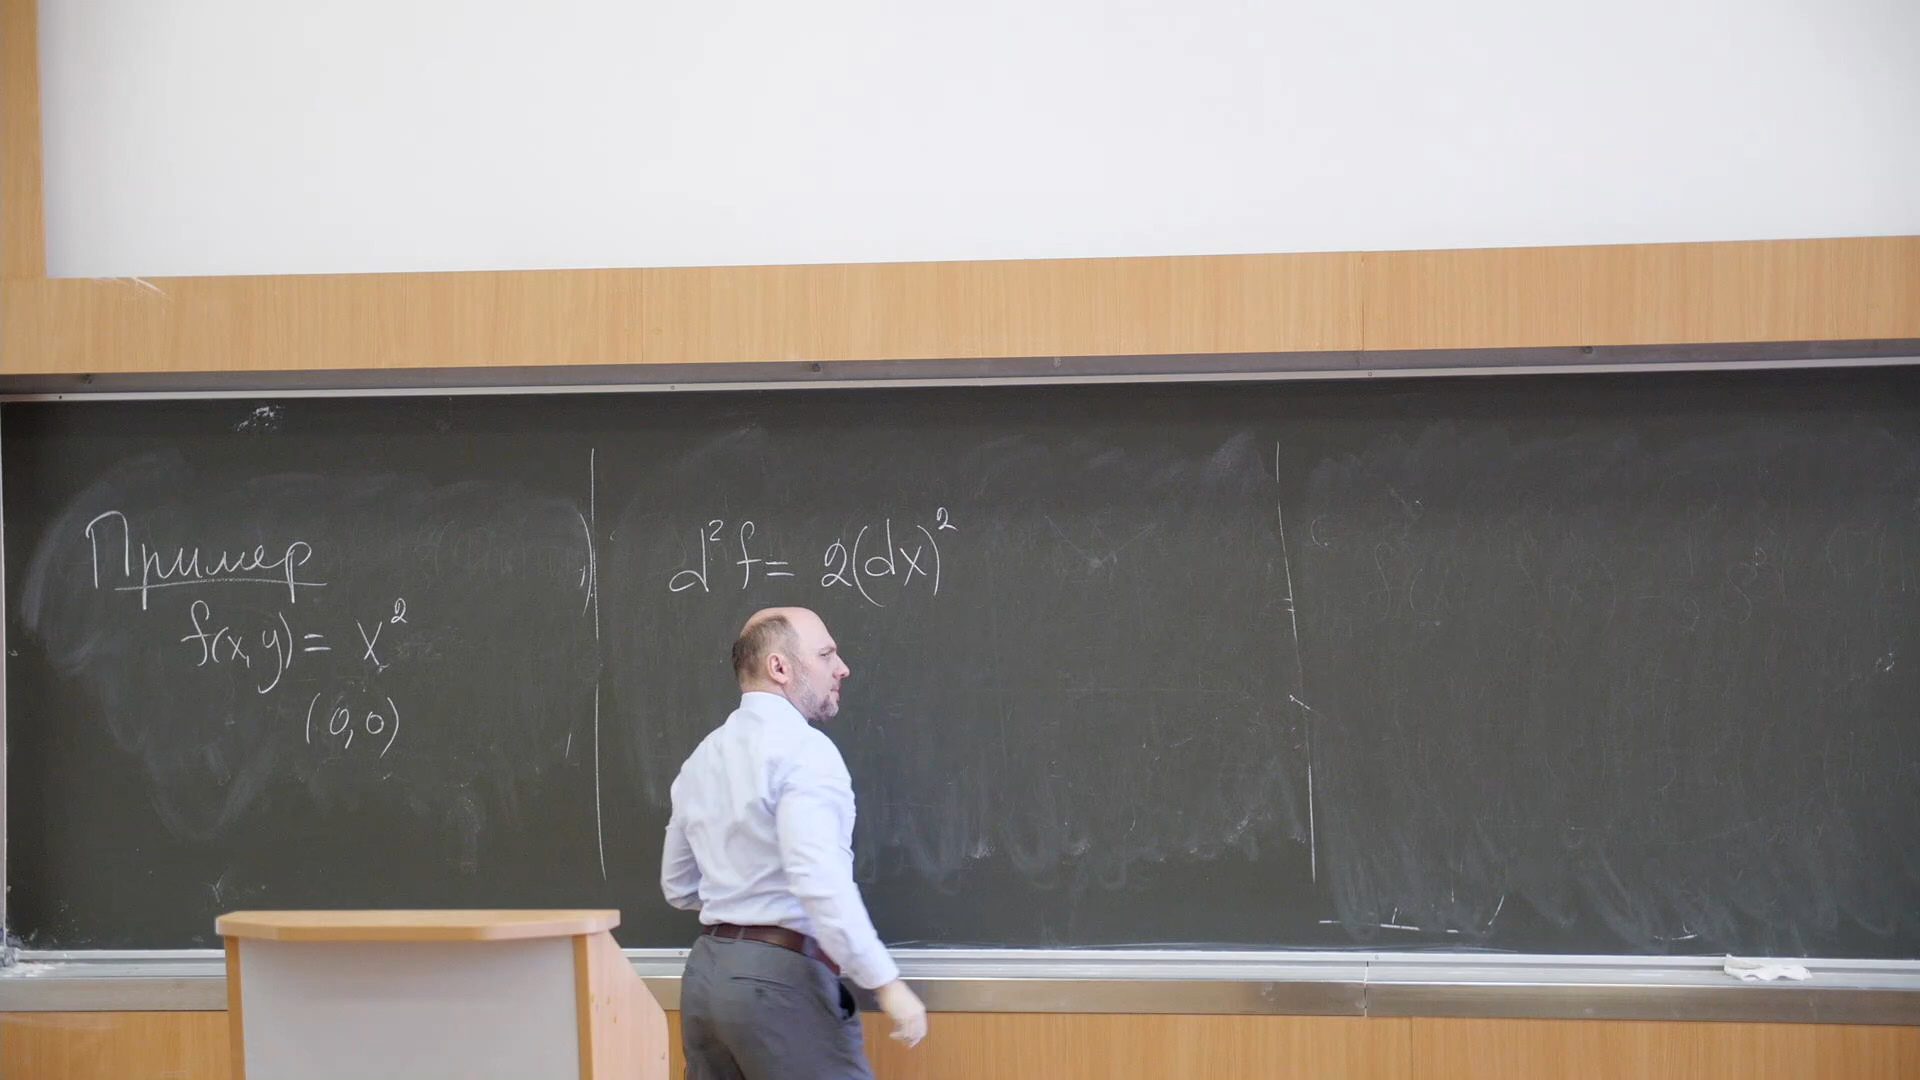 Пример
f(x,y) = x²
(0,0)
d²f = 2(dx)²